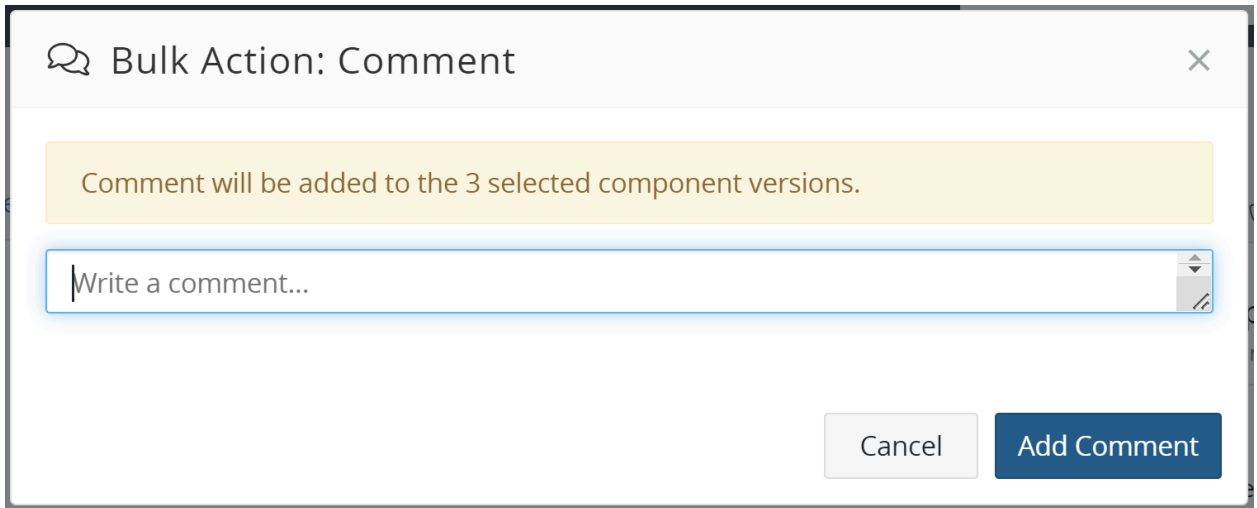 Bulk Action: Comment
Comment will be added to the 3 selected component versions.
Write a comment...
Cancel
Add Comment